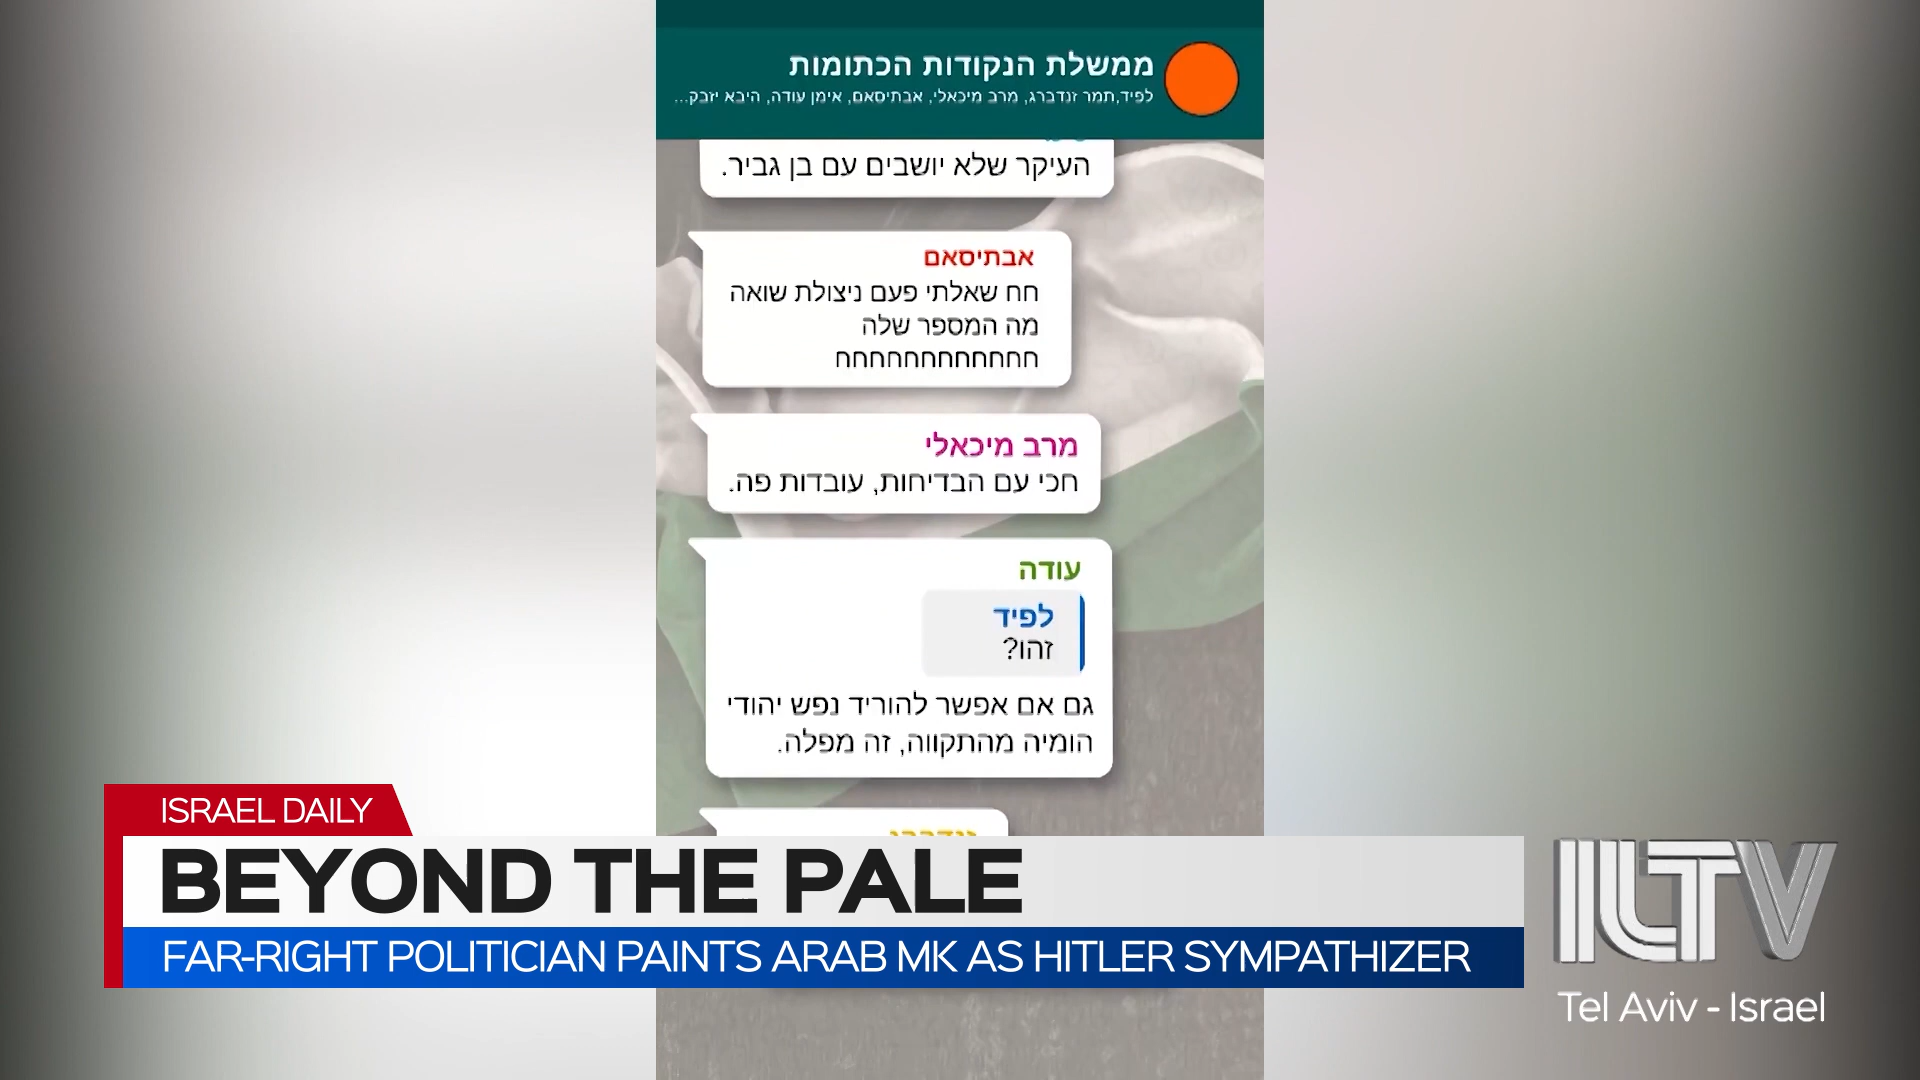 ממשלת הנקודות הכתומות
לפיד,תמר זנדברג, מרב מיכאלי, אבתיסאם, אימן עודה, היבא יזבק...
העיקר שלא יושבים עם בן גביר.
אבתיסאם
חח שאלתי פעם ניצולת שואה
מה המספר שלה
חחחחחחחחחחחח
מרב מיכאלי
חכי עם הבדיחות, עובדות פה.
עודה
לפיד
זהו?
גם אם אפשר להוריד נפש יהודי
הומיה מהתקווה, זה מפלה.
ISRAEL DAILY
BEYOND THE PALE
FAR-RIGHT POLITICIAN PAINTS ARAB MK AS HITLER SYMPATHIZER
ILTV
Tel Aviv - Israel